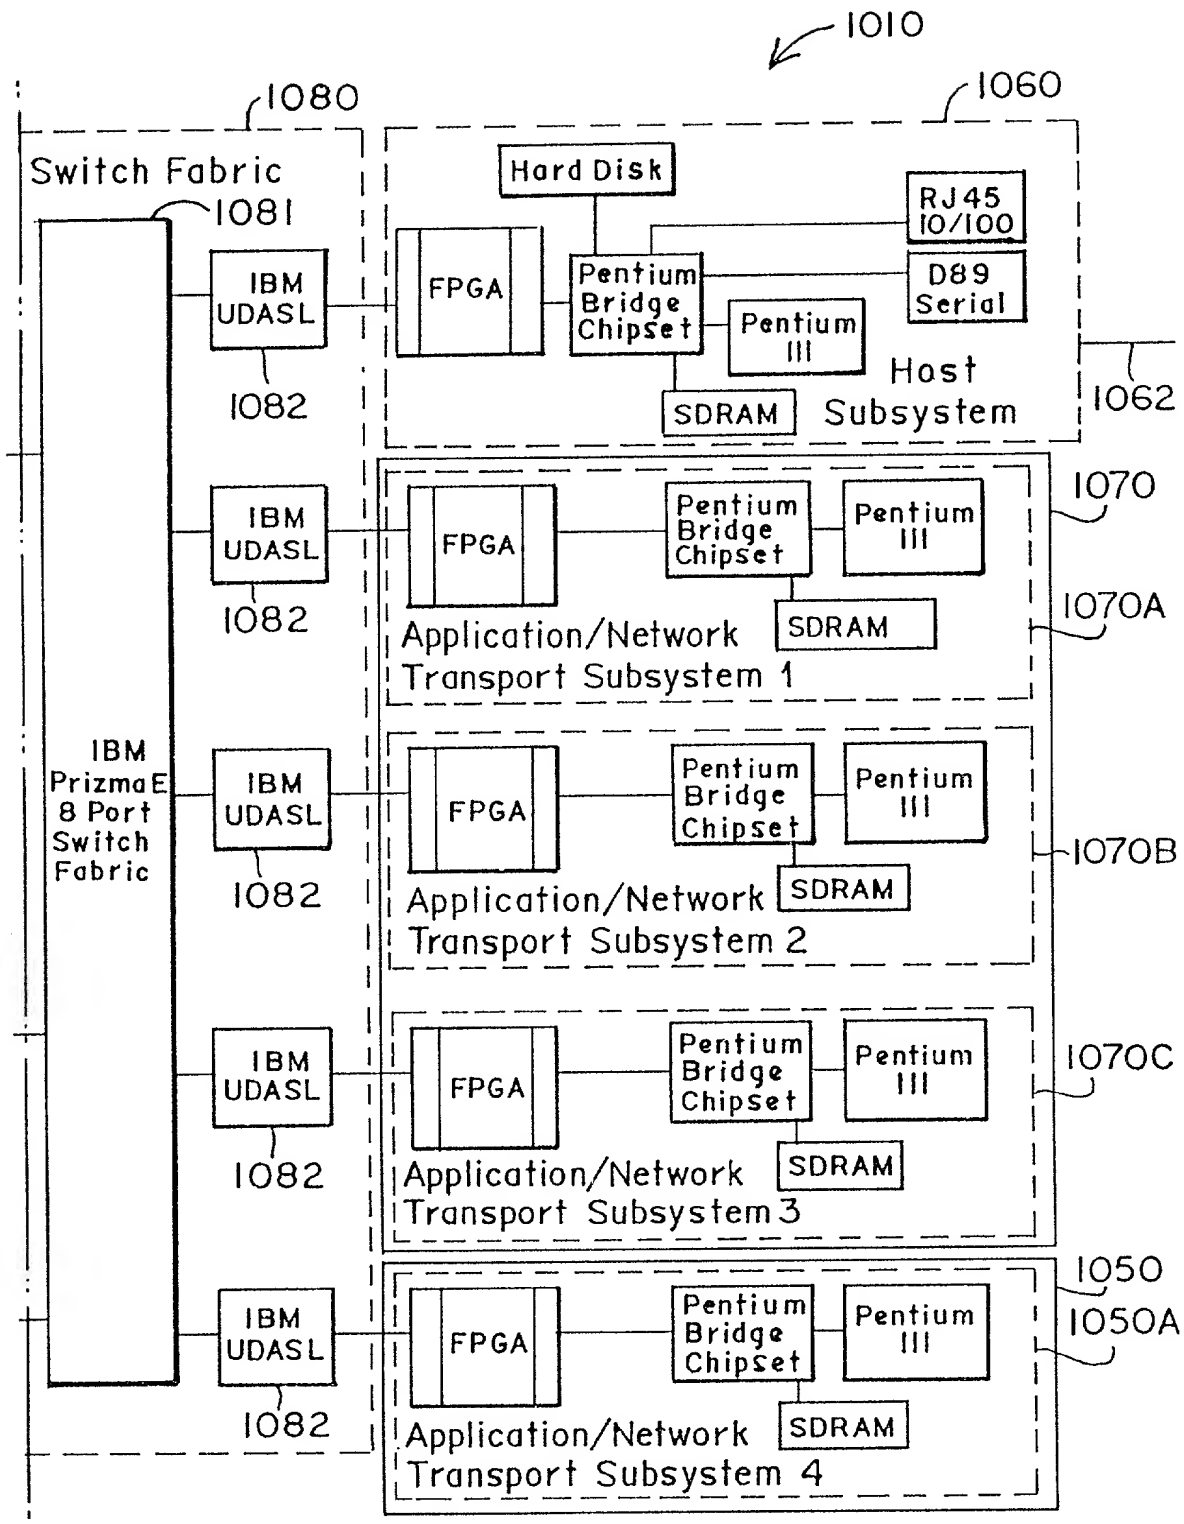 1010
1080
1060
Switch Fabric
1081
Hard Disk
RJ45
10/100
IBM
UDASL
FPGA
Pentium
Bridge
Chipset
D89
Serial
Pentium
III
1082
SDRAM
Host
Subsystem
1062
IBM
UDASL
FPGA
Pentium
Bridge
Chipset
Pentium
III
1070
1082
SDRAM
1070A
Application/Network
Transport Subsystem 1
IBM
PrizmaE
8 Port
Switch
Fabric
IBM
UDASL
FPGA
Pentium
Bridge
Chipset
Pentium
III
1070B
1082
SDRAM
Application/Network
Transport Subsystem 2
IBM
UDASL
FPGA
Pentium
Bridge
Chipset
Pentium
III
1070C
1082
SDRAM
Application/Network
Transport Subsystem 3
1050
IBM
UDASL
FPGA
Pentium
Bridge
Chipset
Pentium
III
1050A
1082
SDRAM
Application/Network
Transport Subsystem 4